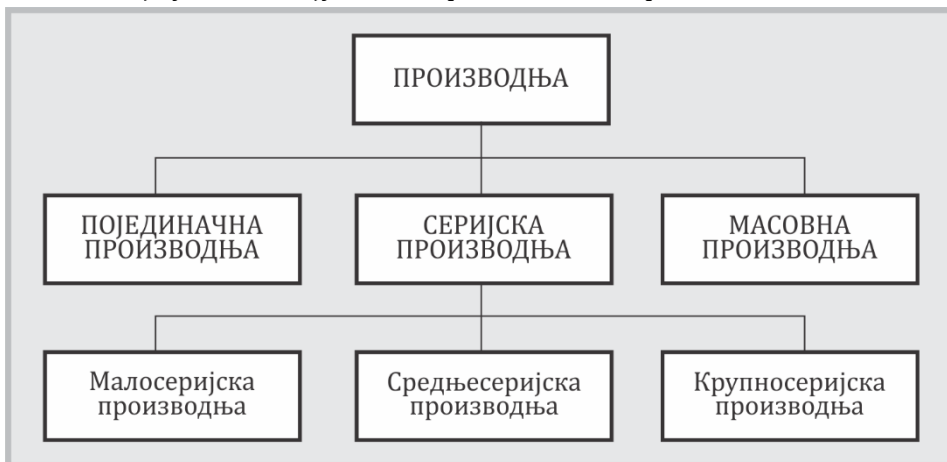 ПРОИЗВОДЊА
ПОЈЕДИНАЧНА
ПРОИЗВОДЊА
СЕРИЈСКА
ПРОИЗВОДЊА
МАСОВНА
ПРОИЗВОДЊА
Малосеријска
производња
Средњесеријска
производња
Крупносеријска
производња